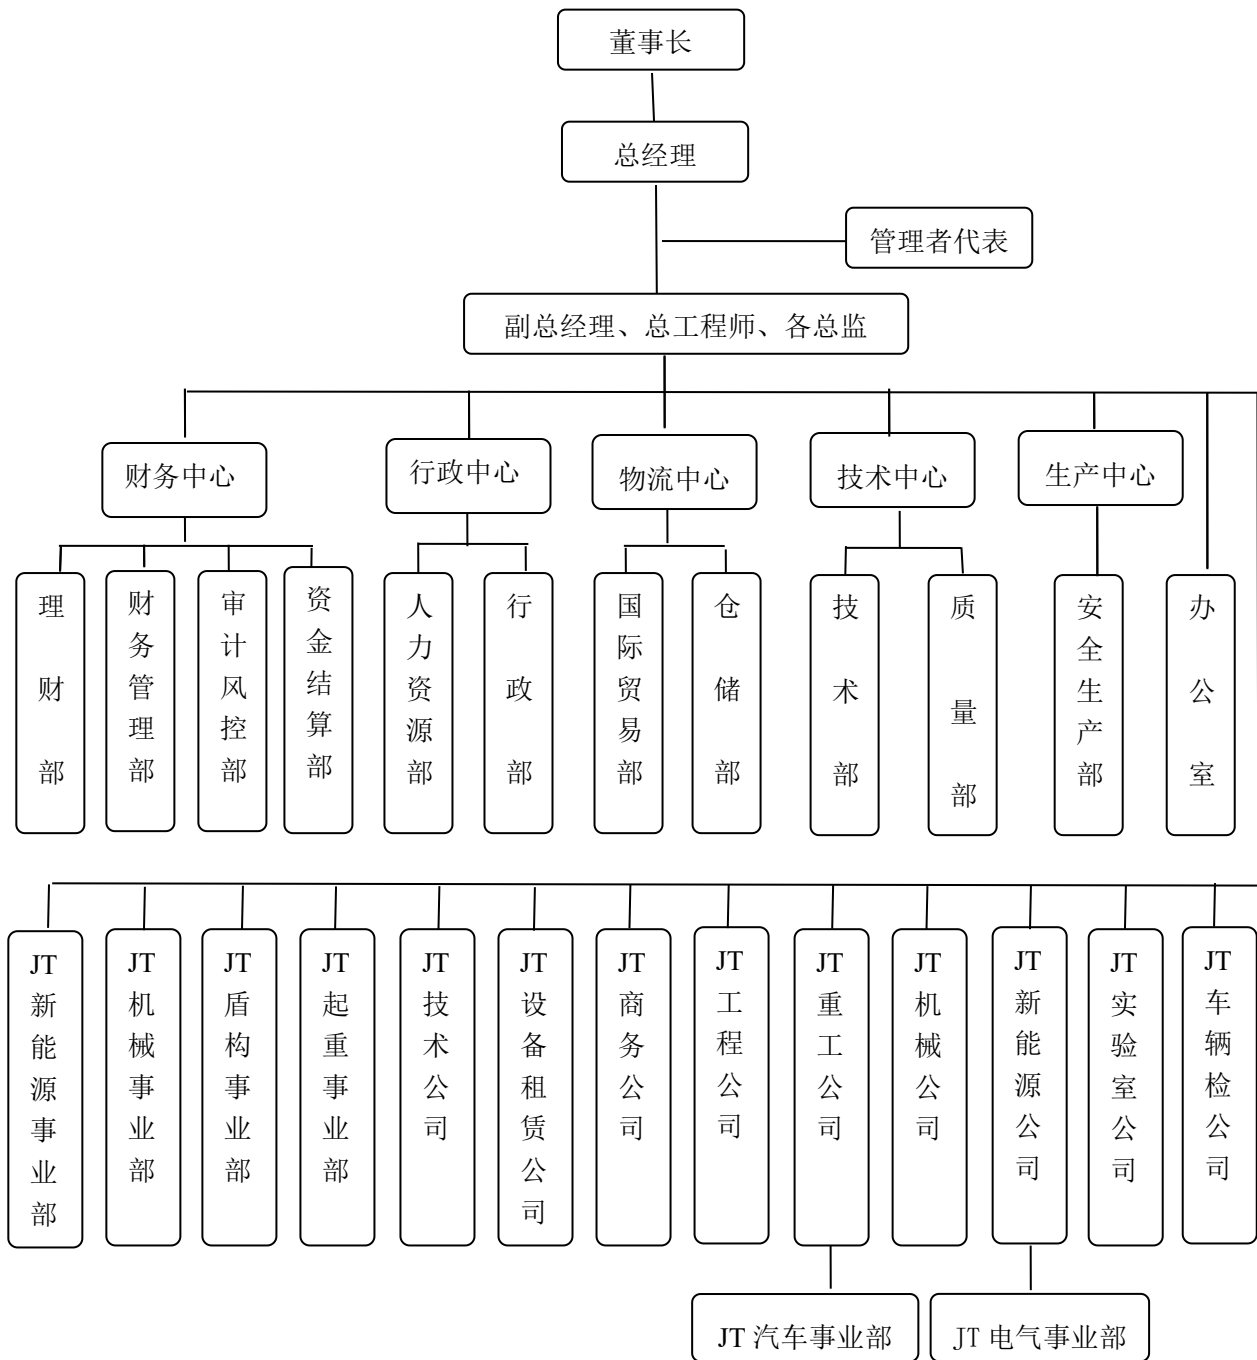 董事长
总经理
管理者代表
副总经理、总工程师、各总监
财务中心
行政中心
物流中心
技术中心
生产中心
理财部
财务管理部
审计风控部
资金结算部
人力资源部
行政部
国际贸易部
仓储部
技术部
质量部
安全生产部
办公室
JT新能源事业部
JT机械事业部
JT盾构事业部
JT起重事业部
JT技术公司
JT设备租赁公司
JT商务公司
JT工程公司
JT重工公司
JT机械公司
JT新能源公司
JT实验室公司
JT车辆检公司
JT 汽车事业部
JT 电气事业部